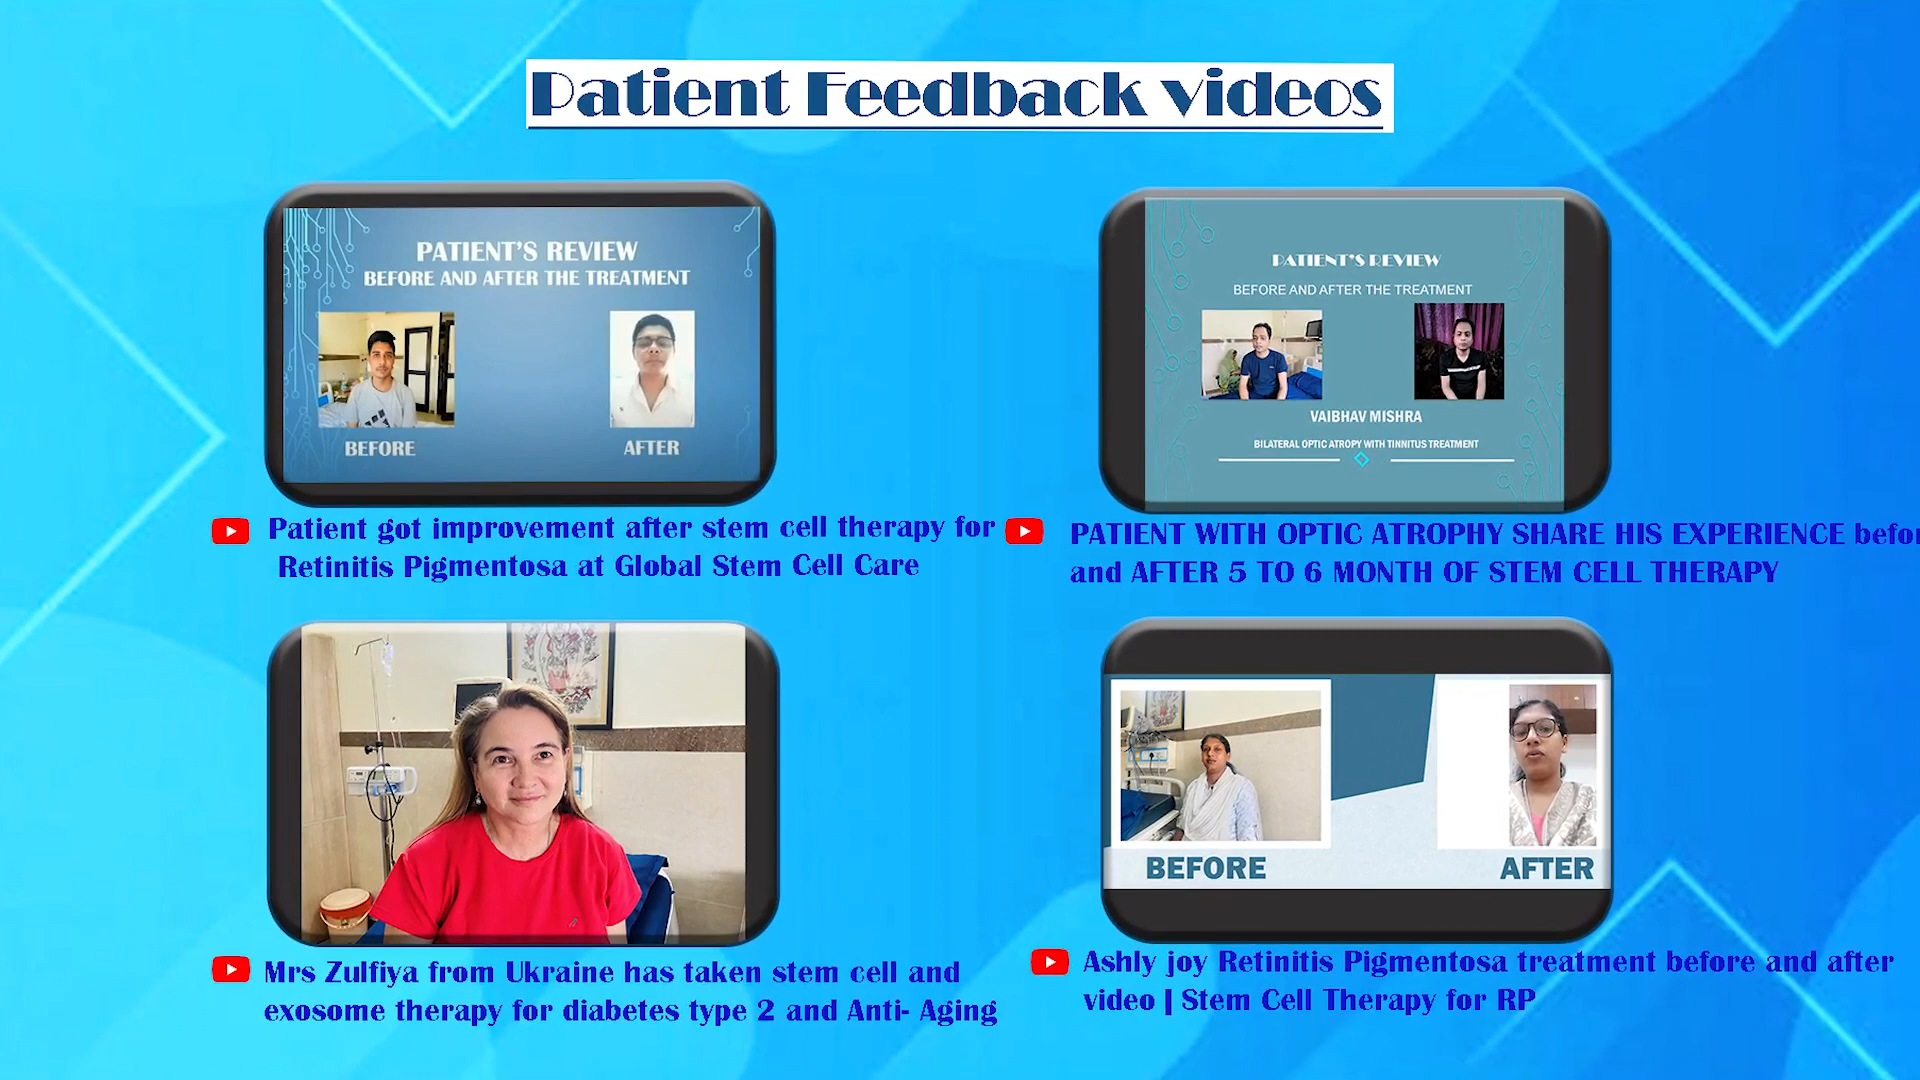 Patient Feedback videos
PATIENT'S REVIEW
BEFORE AND AFTER THE TREATMENT
BEFORE
AFTER
Patient got improvement after stem cell therapy for
Retinitis Pigmentosa at Global Stem Cell Care
PATIENT'S REVIEW
BEFORE AND AFTER THE TREATMENT
VAIBHAV MISHRA
BILATERAL OPTIC ATROPY WITH TINNITUS TREATMENT
PATIENT WITH OPTIC ATROPHY SHARE HIS EXPERIENCE befor
and AFTER 5 TO 6 MONTH OF STEM CELL THERAPY
Mrs Zulfiya from Ukraine has taken stem cell and
exosome therapy for diabetes type 2 and Anti- Aging
BEFORE
AFTER
Ashly joy Retinitis Pigmentosa treatment before and after
video | Stem Cell Therapy for RP